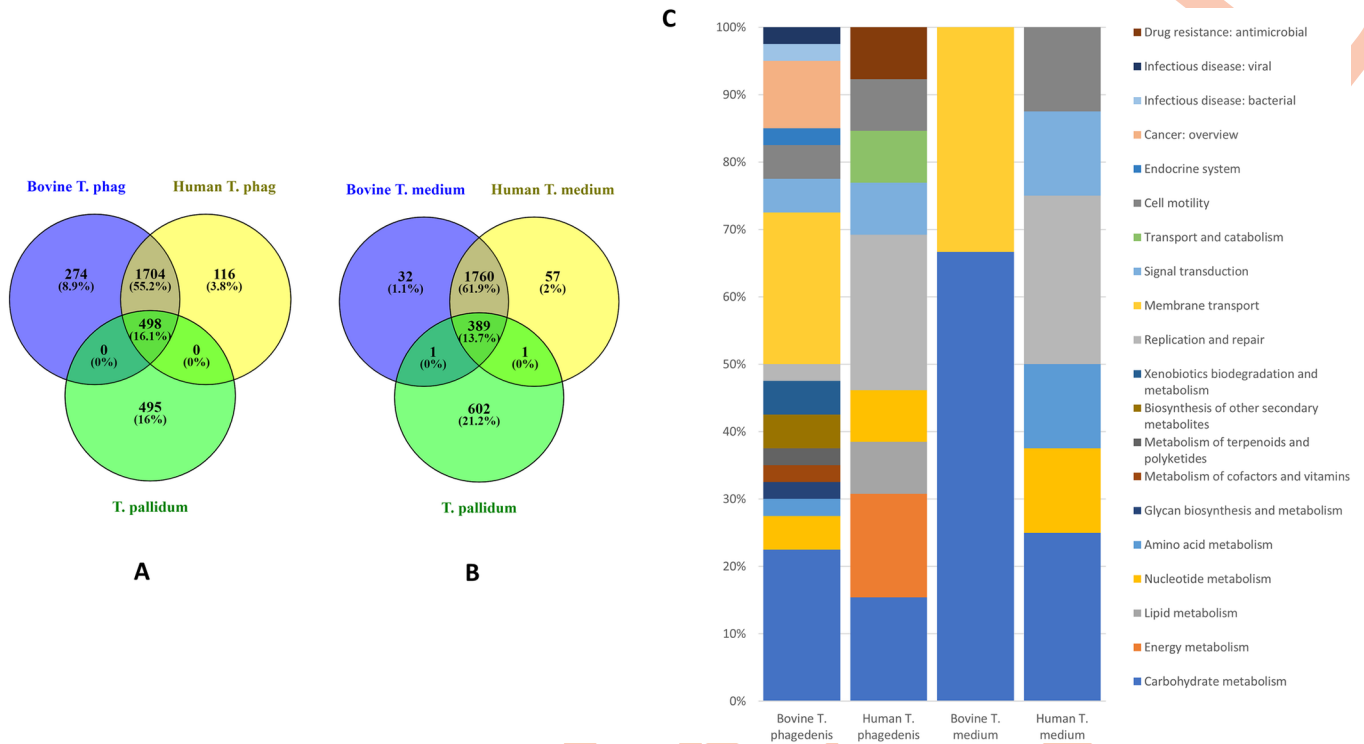 Bovine T. phag
Human T. phag
274
(8.9%)
1704
(55.2%)
116
(3.8%)
498
(16.1%)
0
(0%)
0
(0%)
495
(16%)
T. pallidum
A
Bovine T. medium
Human T. medium
32
(1.1%)
1760
(61.9%)
57
(2%)
389
(13.7%)
1
(0%)
1
(0%)
602
(21.2%)
T. pallidum
B
C
100%
90%
80%
70%
60%
50%
40%
30%
20%
10%
0%
Bovine T.
phagedenis
Human T.
phagedenis
Bovine T.
medium
Human T.
medium
Drug resistance: antimicrobial
Infectious disease: viral
Infectious disease: bacterial
Cancer: overview
Endocrine system
Cell motility
Transport and catabolism
Signal transduction
Membrane transport
Replication and repair
Xenobiotics biodegradation and
metabolism
Biosynthesis of other secondary
metabolites
Metabolism of terpenoids and
polyketides
Metabolism of cofactors and vitamins
Glycan biosynthesis and metabolism
Amino acid metabolism
Nucleotide metabolism
Lipid metabolism
Energy metabolism
Carbohydrate metabolism